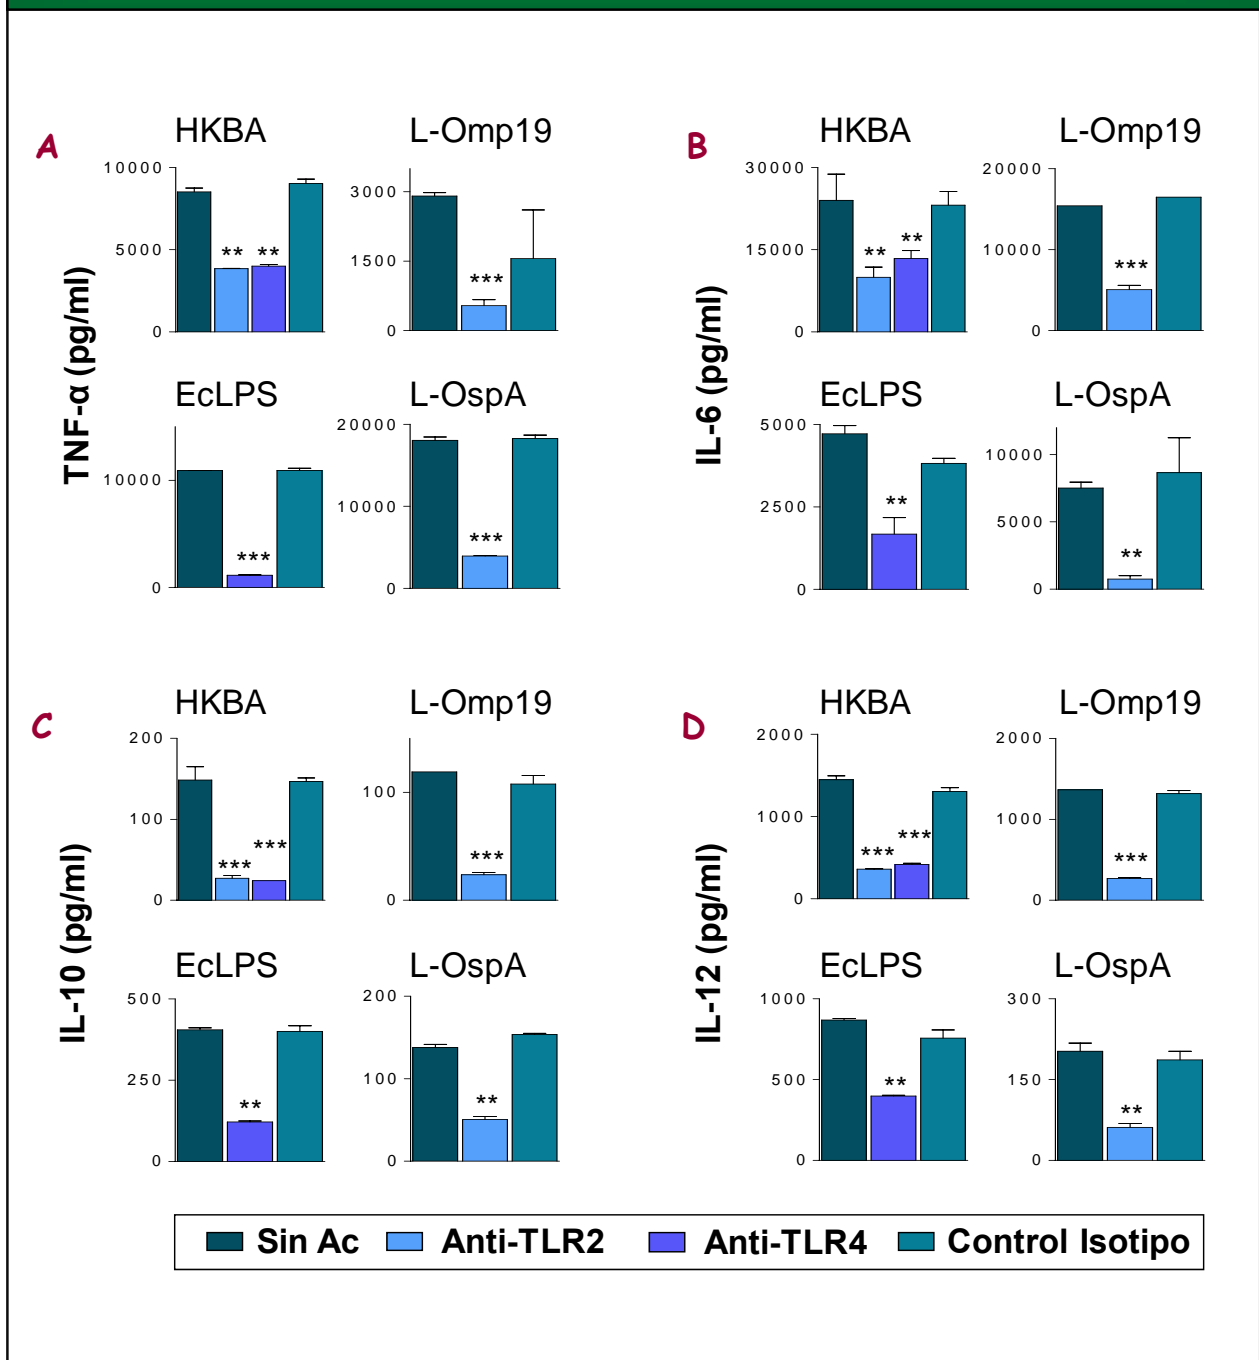 A
HKBA
10000
5000
0
** **
L-Omp19
3000
1500
0
***
EcLPS
10000
0
***
L-OspA
20000
10000
0
***
TNF-α (pg/ml)
B
HKBA
30000
15000
0
** **
L-Omp19
20000
10000
0
***
EcLPS
5000
2500
0
**
L-OspA
10000
5000
0
**
IL-6 (pg/ml)
C
HKBA
200
100
0
*** ***
L-Omp19
100
0
***
EcLPS
500
250
0
**
L-OspA
200
100
0
**
IL-10 (pg/ml)
D
HKBA
2000
1000
0
*** ***
L-Omp19
2000
1000
0
***
EcLPS
1000
500
0
**
L-OspA
300
150
0
**
IL-12 (pg/ml)
Sin Ac Anti-TLR2 Anti-TLR4 Control Isotipo